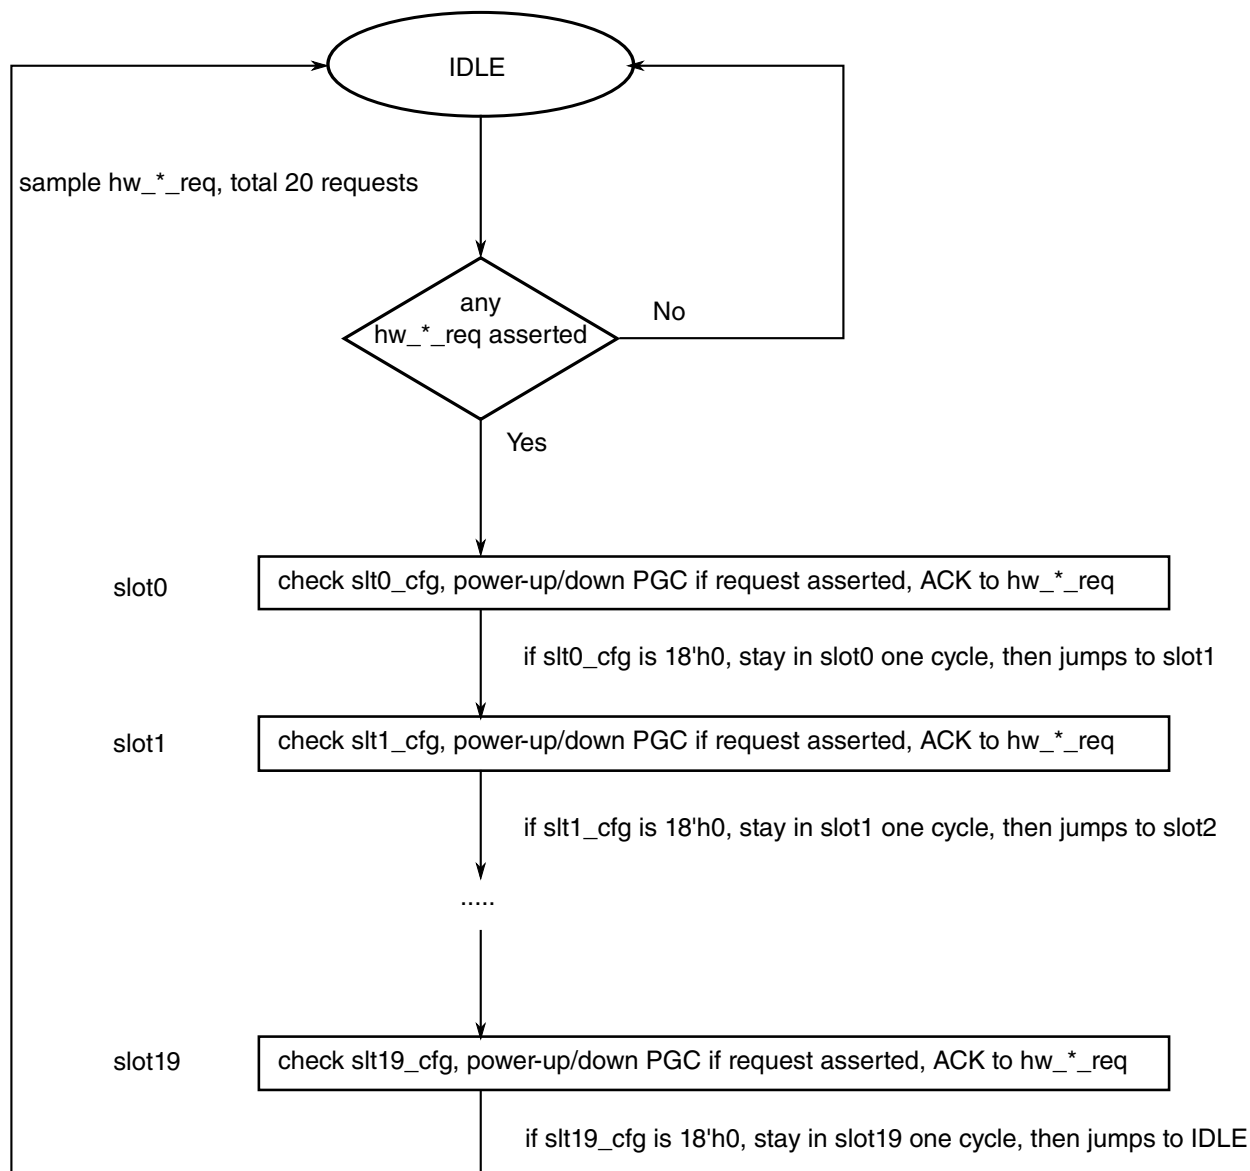 IDLE
sample hw_*_req, total 20 requests
any
hw_*_req asserted
No
Yes
slot0
check slt0_cfg, power-up/down PGC if request asserted, ACK to hw_*_req
if slt0_cfg is 18'h0, stay in slot0 one cycle, then jumps to slot1
slot1
check slt1_cfg, power-up/down PGC if request asserted, ACK to hw_*_req
if slt1_cfg is 18'h0, stay in slot1 one cycle, then jumps to slot2
.....
slot19
check slt19_cfg, power-up/down PGC if request asserted, ACK to hw_*_req
if slt19_cfg is 18'h0, stay in slot19 one cycle, then jumps to IDLE